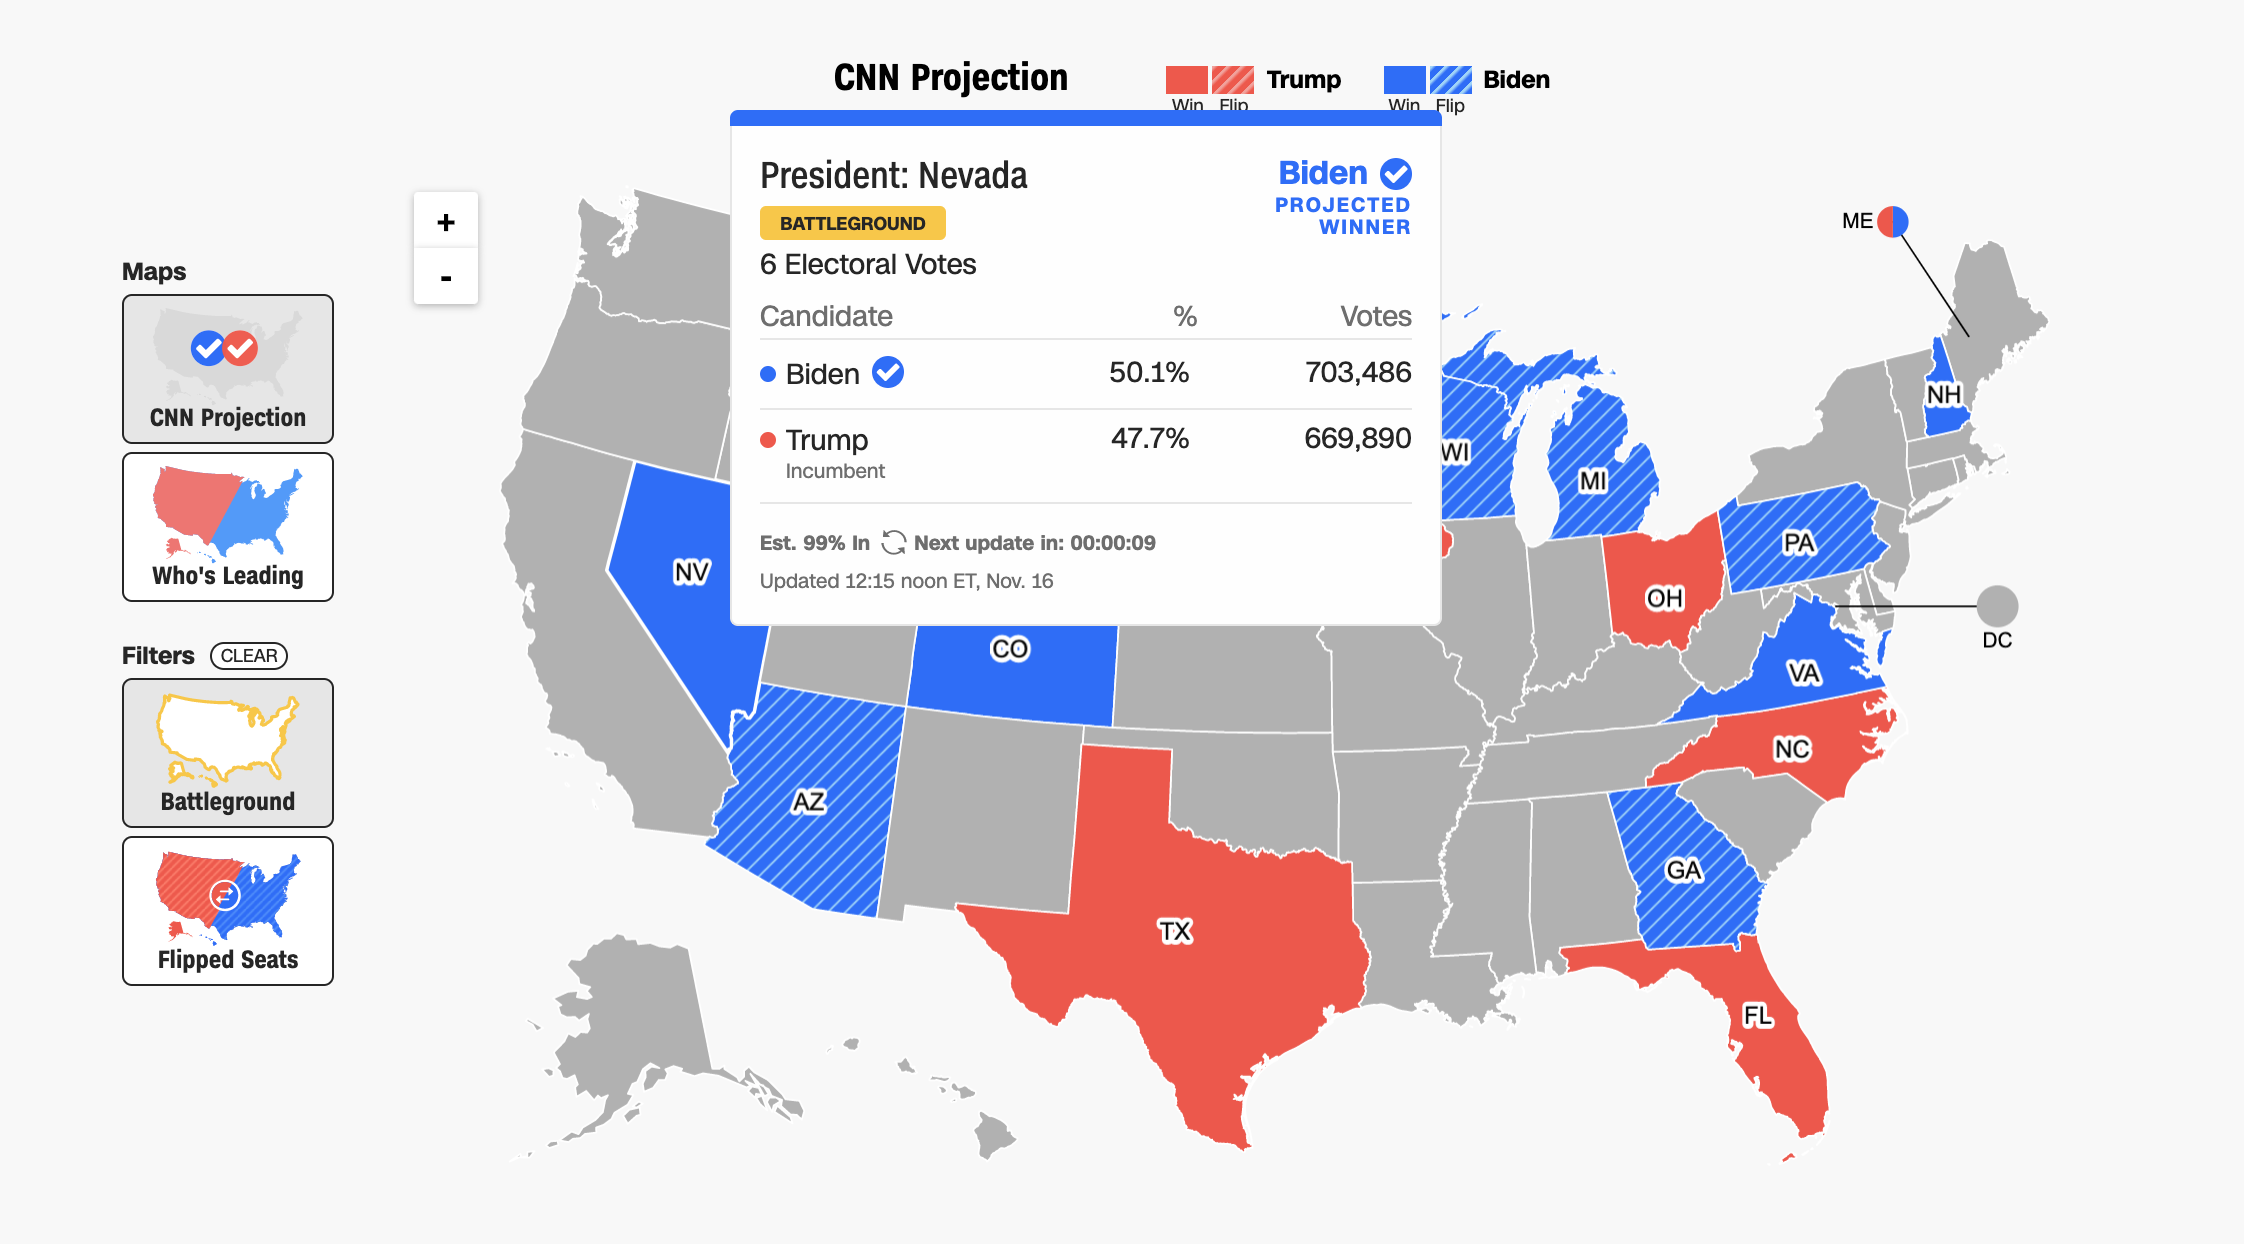 CNN Projection
Trump
Biden
Win Flip
Win Flip
President: Nevada
Biden
PROJECTED
WINNER
BATTLEGROUND
6 Electoral Votes
Candidate % Votes
Biden 50.1% 703,486
Trump 47.7% 669,890
Incumbent
Est. 99% In Next update in: 00:00:09
Updated 12:15 noon ET, Nov. 16
+
-
Maps
CNN Projection
Who's Leading
Filters CLEAR
Battleground
Flipped Seats
ME
NH
WI
MI
PA
NV
OH
DC
CO
VA
NC
AZ
GA
TX
FL